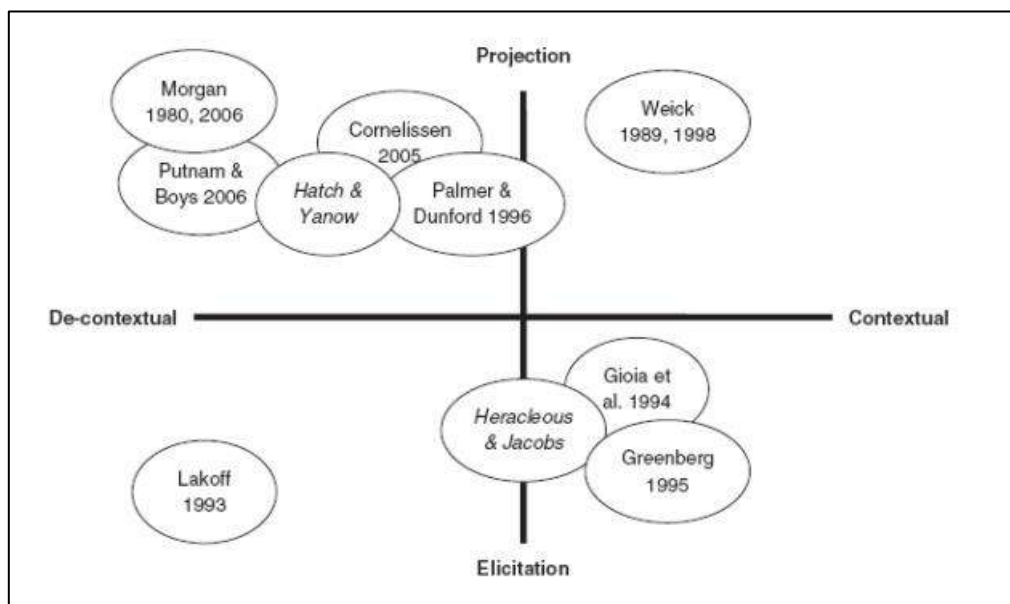 Projection
Morgan
1980, 2006
Weick
1989, 1998
Cornelissen
2005
Putnam &
Boys 2006
Hatch &
Yanow
Palmer &
Dunford 1996
De-contextual
Contextual
Gioia et
al. 1994
Heracleous
& Jacobs
Greenberg
1995
Lakoff
1993
Elicitation